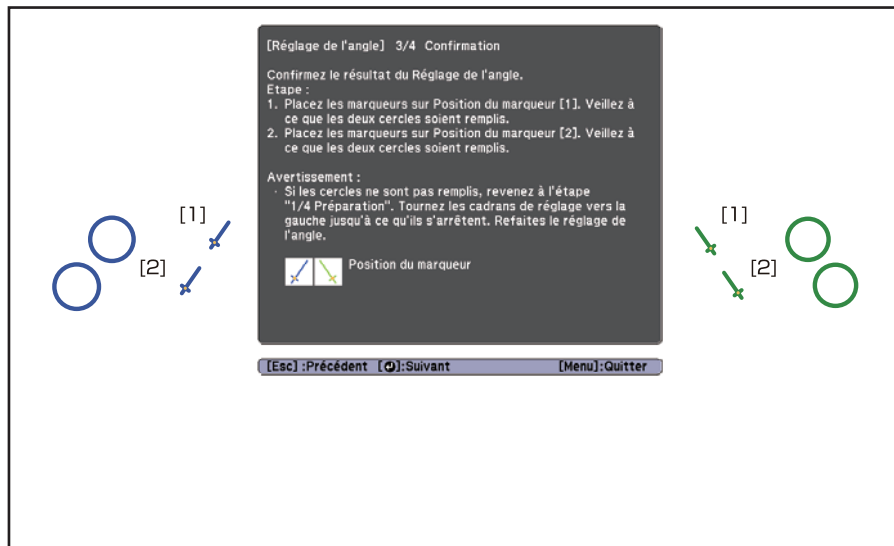 [Réglage de l'angle] 3/4 Confirmation
Confirmez le résultat du Réglage de l'angle.
Etape :
1. Placez les marqueurs sur Position du marqueur [1]. Veillez à
ce que les deux cercles soient remplis.
2. Placez les marqueurs sur Position du marqueur [2]. Veillez à
ce que les deux cercles soient remplis.
Avertissement :
· Si les cercles ne sont pas remplis, revenez à l'étape
"1/4 Préparation". Tournez les cadrans de réglage vers la
gauche jusqu'à ce qu'ils s'arrêtent. Refaites le réglage de
l'angle.
Position du marqueur
[1]
[2]
[1]
[2]
[Esc] :Précédent [⏎]:Suivant [Menu]:Quitter